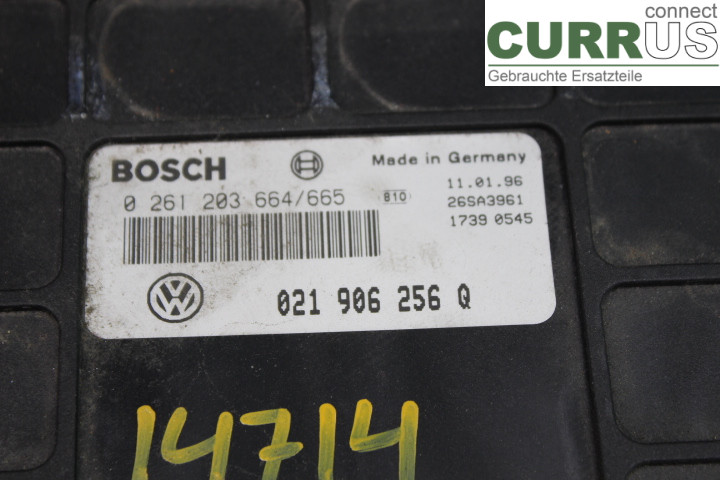 connect
CURRUS
Gebrauchte Ersatzteile
BOSCH
Made in Germany
0 261 203 664/665
810
11.01.96
26SA3961
1739 0545
VW
021 906 256 Q
14714